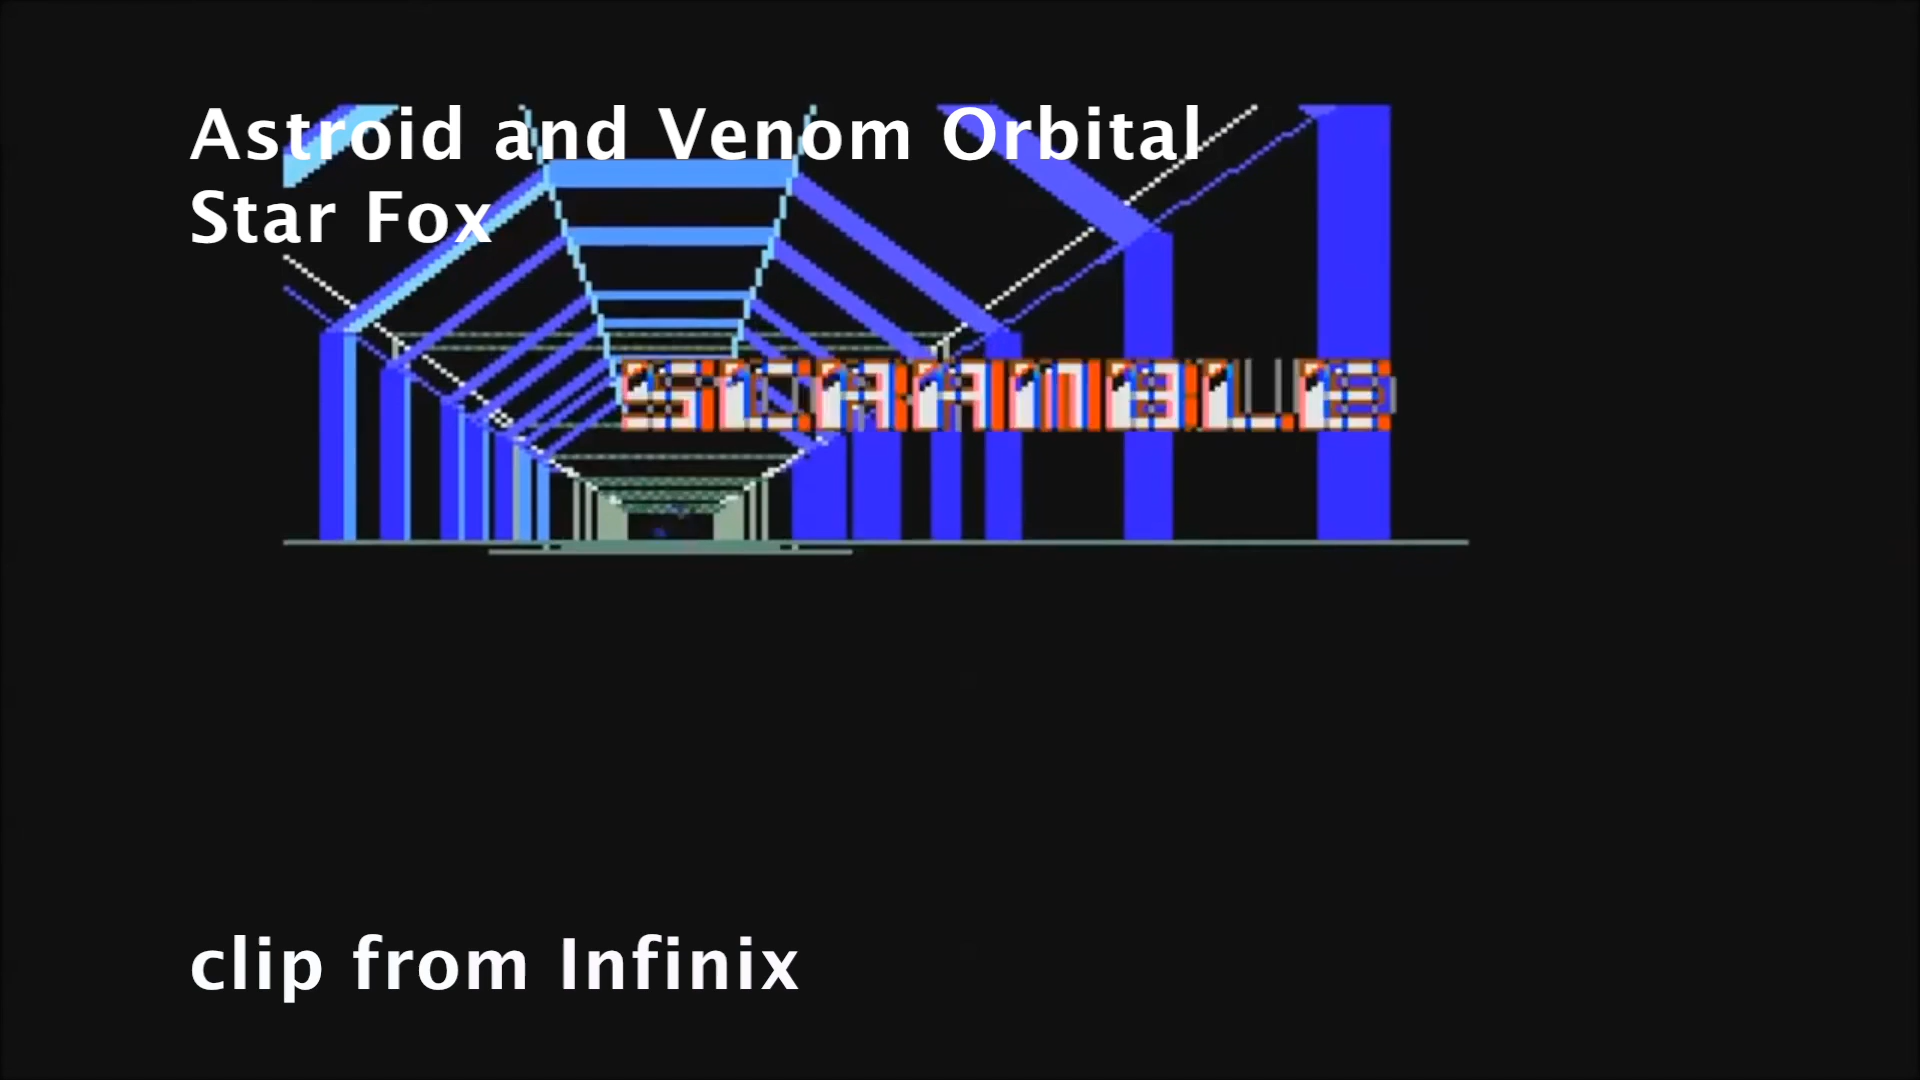 Astroid and Venom Orbital
Star Fox
SCRAMBLE
clip from Infinix